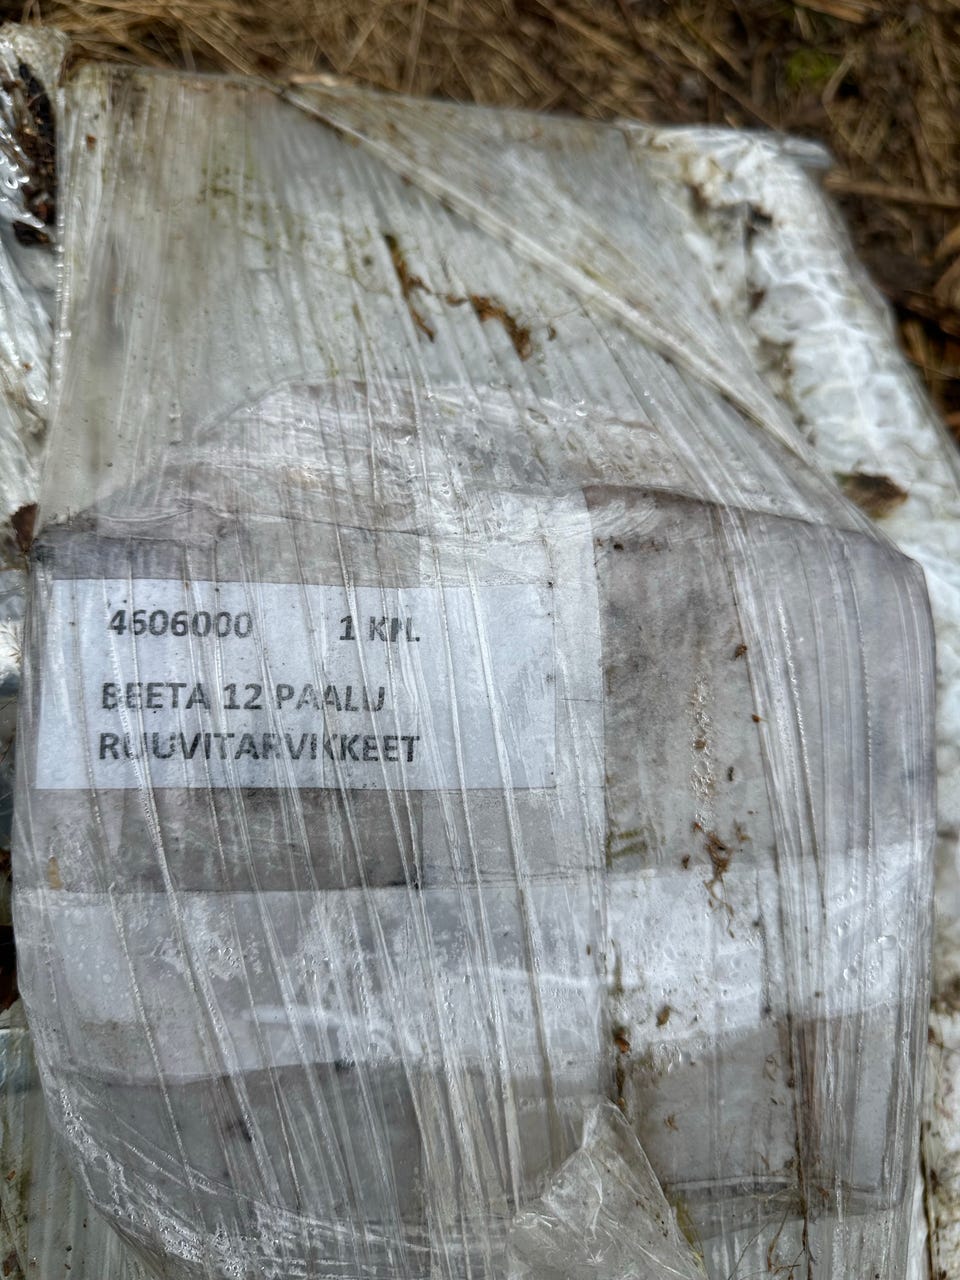 4606000 1 KPL
BEETA 12 PAALU
RUUVITARVIKKEET